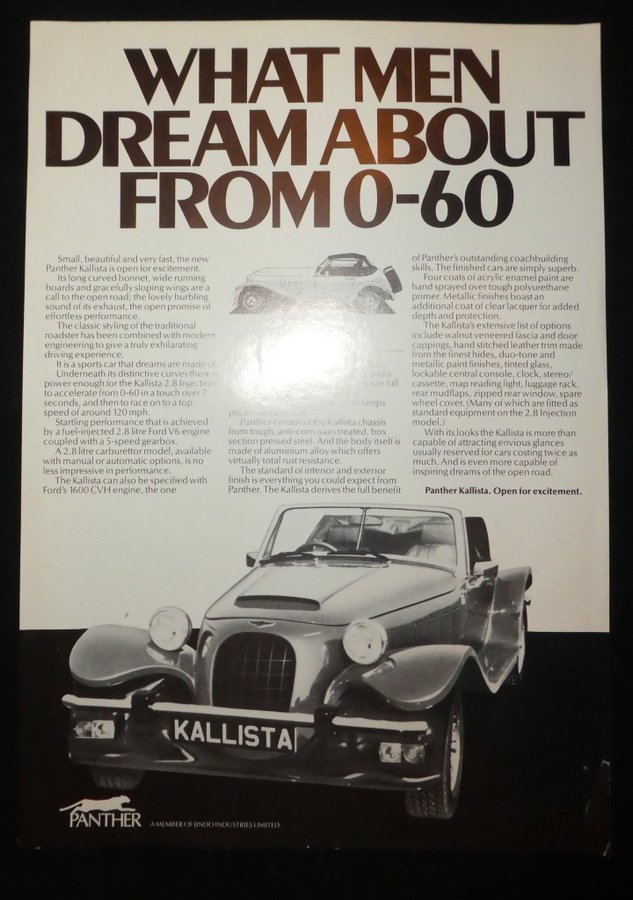 WHAT MEN
DREAM ABOUT
FROM 0-60
Small, beautiful and very fast, the new
Panther Kallista is open for excitement.
Its long curved bonnet, wide running
boards and gracefully sloping wings are a
call to the open road; the lovely burbling
sound of its exhaust, the open promise of
effortless performance.
The classic styling of the traditional
roadster has been combined with modern
engineering to give a truly exhilarating
driving experience.
It is a sports car that dreams are made of.
Underneath its distinctive curves there is
power enough for the Kallista 2.8 Injection
to accelerate from 0-60 in a touch over 7
seconds, and then to race on to a top
speed of around 120 mph.
Startling performance that is achieved
by a fuel-injected 2.8 litre Ford V6 engine
coupled with a 5-speed gearbox.
A 2.8 litre carburettor model, available
with manual or automatic options, is no
less impressive in performance.
The Kallista can also be specified with
Ford's 1600 CVH engine, the one
and a
in full
so keeps
Panther construct the Kallista chassis
from tough, anti-corrosion treated, box
section pressed steel. And the body itself is
made of aluminium alloy which offers
virtually total rust resistance.
The standard of interior and exterior
finish is everything you could expect from
Panther. The Kallista derives the full benefit
of Panther's outstanding coachbuilding
skills. The finished cars are simply superb.
Four coats of acrylic enamel paint are
hand sprayed over tough polyurethane
primer. Metallic finishes boast an
additional coat of clear lacquer for added
depth and protection.
The Kallista's extensive list of options
include walnut veneered fascia and door
cappings, hand stitched leather trim made
from the finest hides, duo-tone and
metallic paint finishes, tinted glass,
lockable central console, clock, stereo/
cassette, map reading light, luggage rack,
rear mudflaps, zipped rear window, spare
wheel cover. (Many of which are fitted as
standard equipment on the 2.8 Injection
model.)
With its looks the Kallista is more than
capable of attracting envious glances
usually reserved for cars costing twice as
much. And is even more capable of
inspiring dreams of the open road.
Panther Kallista. Open for excitement.
KALLISTA
PANTHER
A MEMBER OF JINDO INDUSTRIES LIMITED.